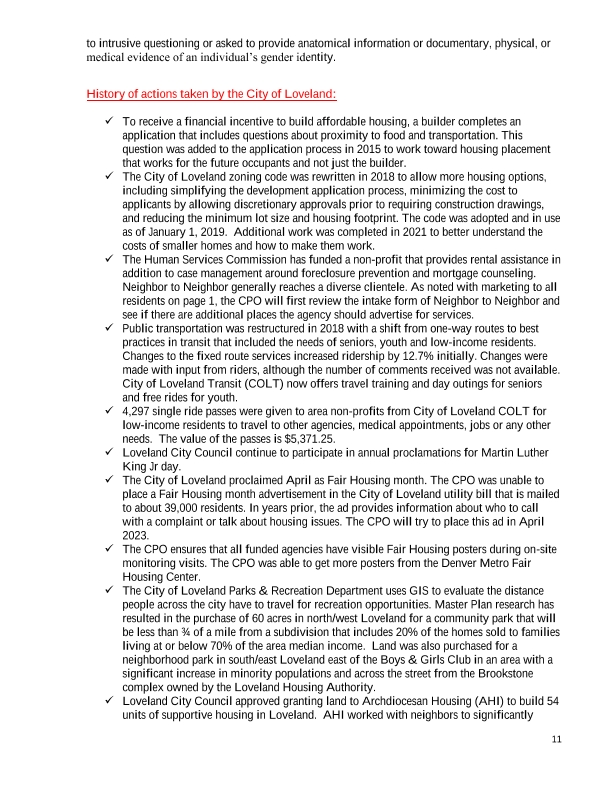 to intrusive questioning or asked to provide anatomical information or documentary, physical, or
medical evidence of an individual's gender identity.
History of actions taken by the City of Loveland:
✓ To receive a financial incentive to build affordable housing, a builder completes an
application that includes questions about proximity to food and transportation. This
question was added to the application process in 2015 to work toward housing placement
that works for the future occupants and not just the builder.
✓ The City of Loveland zoning code was rewritten in 2018 to allow more housing options,
including simplifying the development application process, minimizing the cost to
applicants by allowing discretionary approvals prior to requiring construction drawings,
and reducing the minimum lot size and housing footprint. The code was adopted and in use
as of January 1, 2019. Additional work was completed in 2021 to better understand the
costs of smaller homes and how to make them work.
✓ The Human Services Commission has funded a non-profit that provides rental assistance in
addition to case management around foreclosure prevention and mortgage counseling.
Neighbor to Neighbor generally reaches a diverse clientele. As noted with marketing to all
residents on page 1, the CPO will first review the intake form of Neighbor to Neighbor and
see if there are additional places the agency should advertise for services.
✓ Public transportation was restructured in 2018 with a shift from one-way routes to best
practices in transit that included the needs of seniors, youth and low-income residents.
Changes to the fixed route services increased ridership by 12.7% initially. Changes were
made with input from riders, although the number of comments received was not available.
City of Loveland Transit (COLT) now offers travel training and day outings for seniors
and free rides for youth.
✓ 4,297 single ride passes were given to area non-profits from City of Loveland COLT for
low-income residents to travel to other agencies, medical appointments, jobs or any other
needs. The value of the passes is $5,371.25.
✓ Loveland City Council continue to participate in annual proclamations for Martin Luther
King Jr day.
✓ The City of Loveland proclaimed April as Fair Housing month. The CPO was unable to
place a Fair Housing month advertisement in the City of Loveland utility bill that is mailed
to about 39,000 residents. In years prior, the ad provides information about who to call
with a complaint or talk about housing issues. The CPO will try to place this ad in April
2023.
✓ The CPO ensures that all funded agencies have visible Fair Housing posters during on-site
monitoring visits. The CPO was able to get more posters from the Denver Metro Fair
Housing Center.
✓ The City of Loveland Parks & Recreation Department uses GIS to evaluate the distance
people across the city have to travel for recreation opportunities. Master Plan research has
resulted in the purchase of 60 acres in north/west Loveland for a community park that will
be less than ¾ of a mile from a subdivision that includes 20% of the homes sold to families
living at or below 70% of the area median income. Land was also purchased for a
neighborhood park in south/east Loveland east of the Boys & Girls Club in an area with a
significant increase in minority populations and across the street from the Brookstone
complex owned by the Loveland Housing Authority.
✓ Loveland City Council approved granting land to Archdiocesan Housing (AHI) to build 54
units of supportive housing in Loveland. AHI worked with neighbors to significantly
11